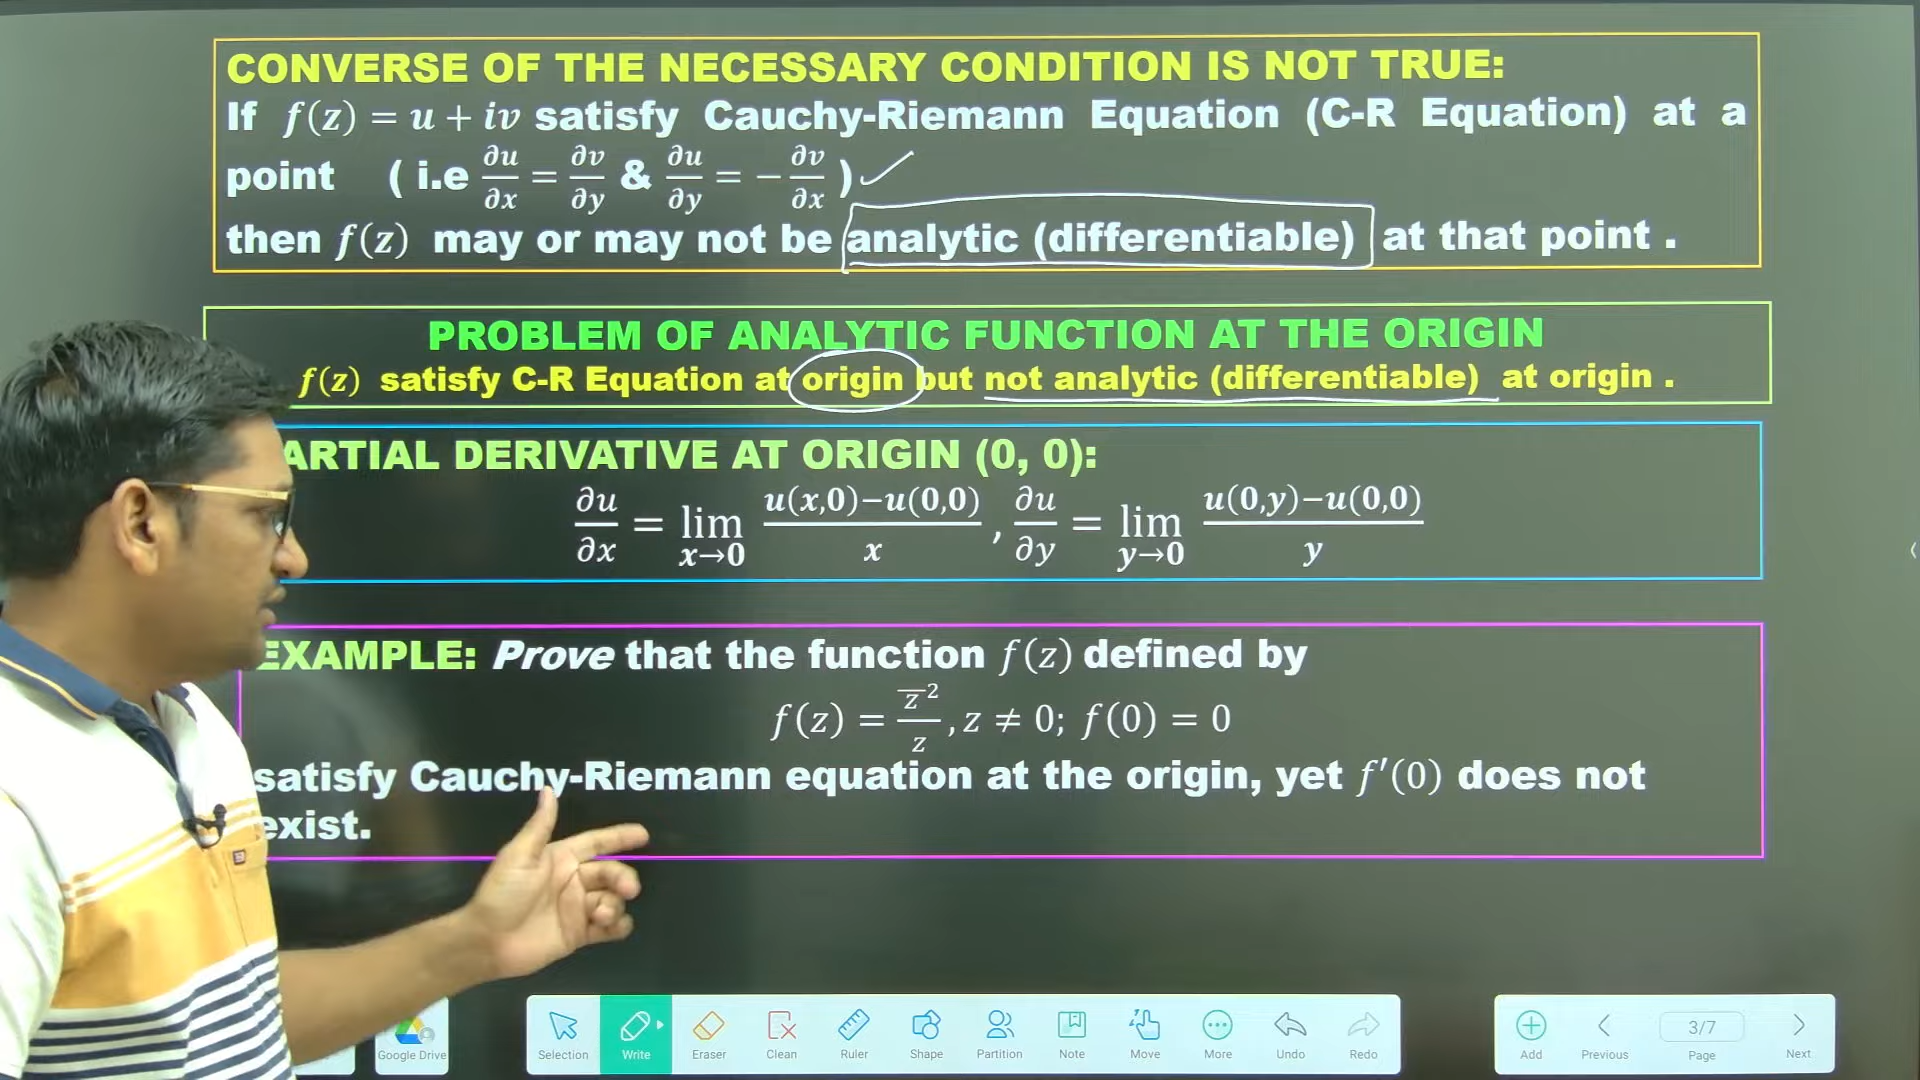 CONVERSE OF THE NECESSARY CONDITION IS NOT TRUE:
If f(z) = u + iv satisfy Cauchy-Riemann Equation (C-R Equation) at a
point ( i.e ∂u/∂x = ∂v/∂y & ∂u/∂y = −∂v/∂x )
then f(z) may or may not be analytic (differentiable) at that point .
PROBLEM OF ANALYTIC FUNCTION AT THE ORIGIN
f(z) satisfy C-R Equation at origin but not analytic (differentiable) at origin .
ARTIAL DERIVATIVE AT ORIGIN (0, 0):
∂u/∂x = lim x→0 u(x,0)−u(0,0)/x , ∂u/∂y = lim y→0 u(0,y)−u(0,0)/y
EXAMPLE: Prove that the function f(z) defined by
f(z) = z̅²/z , z ≠ 0; f(0) = 0
satisfy Cauchy-Riemann equation at the origin, yet f′(0) does not
exist.
Google Drive
Selection Write Eraser Clean Ruler Shape Partition Note Move More Undo Redo
Add Previous 3/7 Page Next